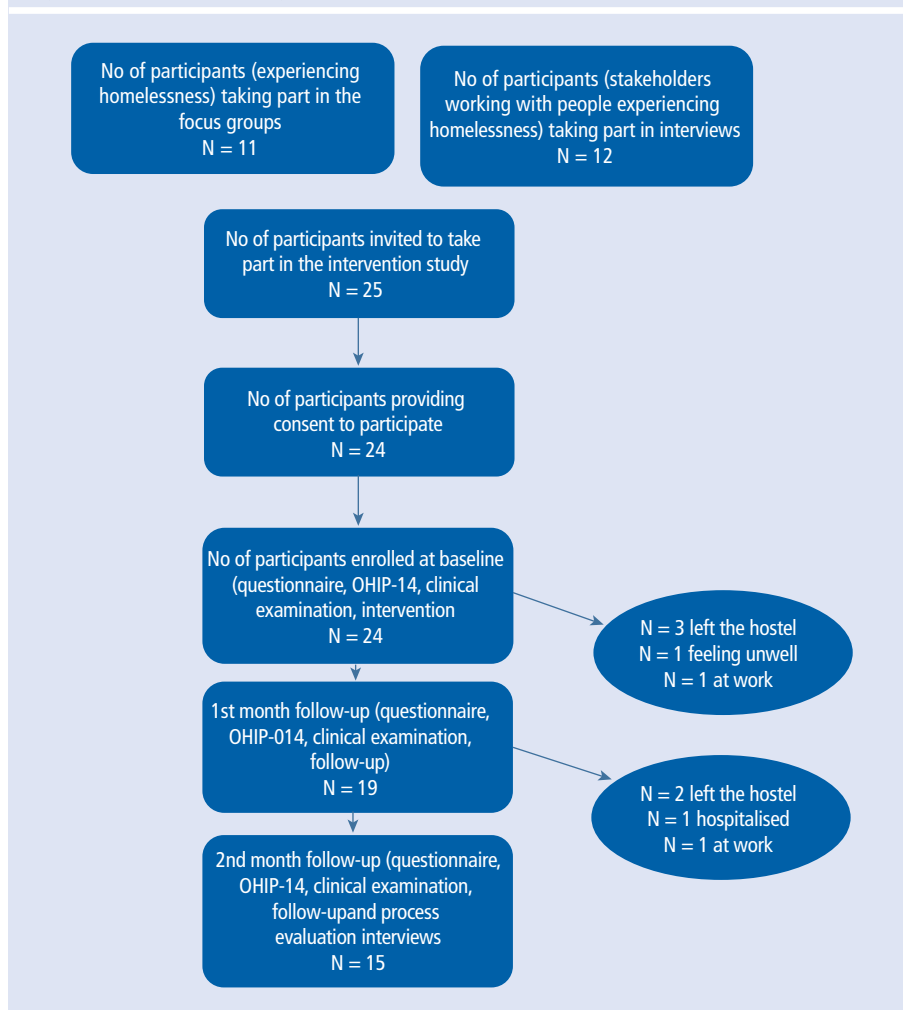 No of participants (experiencing
homelessness) taking part in the
focus groups
N = 11
No of participants (stakeholders
working with people experiencing
homelessness) taking part in interviews
N = 12
No of participants invited to take
part in the intervention study
N = 25
No of participants providing
consent to participate
N = 24
No of participants enrolled at baseline
(questionnaire, OHIP-14, clinical
examination, intervention
N = 24
N = 3 left the hostel
N = 1 feeling unwell
N = 1 at work
1st month follow-up (questionnaire,
OHIP-014, clinical examination,
follow-up)
N = 19
N = 2 left the hostel
N = 1 hospitalised
N = 1 at work
2nd month follow-up (questionnaire,
OHIP-14, clinical examination,
follow-upand process
evaluation interviews
N = 15